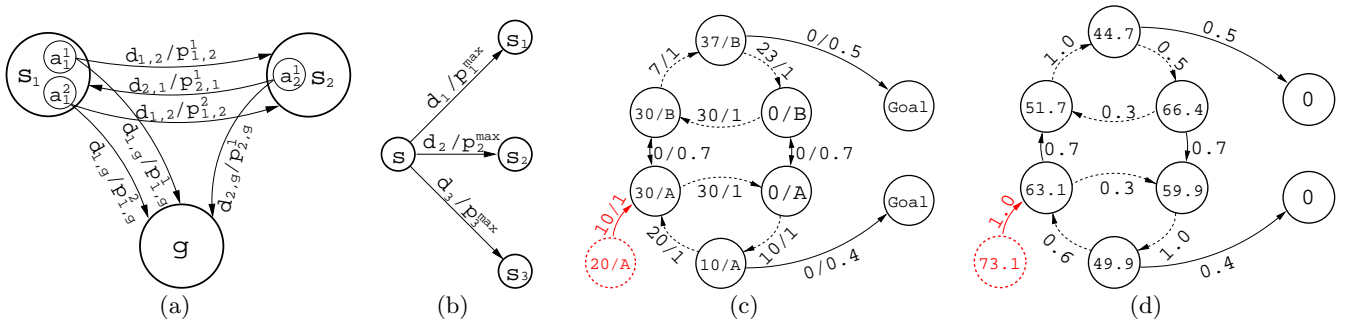 S₁
a₁¹
a₁²
d₁,₂/p¹₁,₂
d₂,₁/p¹₂,₁
d₁,₂/p²₁,₂
a₂¹
S₂
d₁,g/p²₁,g
d₁,g/p¹₁,g
d₂,g/p¹₂,g
g
(a)
s
d₁/p₁ᵐᵃˣ
d₂/p₂ᵐᵃˣ
d₃/p₃ᵐᵃˣ
S₁
S₂
S₃
(b)
37/B
0/0.5
7/1
23/1
Goal
30/B
30/1
0/B
0/0.7
0/0.7
30/A
30/1
0/A
Goal
10/1
20/1
10/1
20/A
10/A
0/0.4
(c)
44.7
0.5
1.0
0.5
0
51.7
0.3
66.4
0.7
0.7
63.1
0.3
59.9
0
1.0
0.6
1.0
73.1
49.9
0.4
(d)